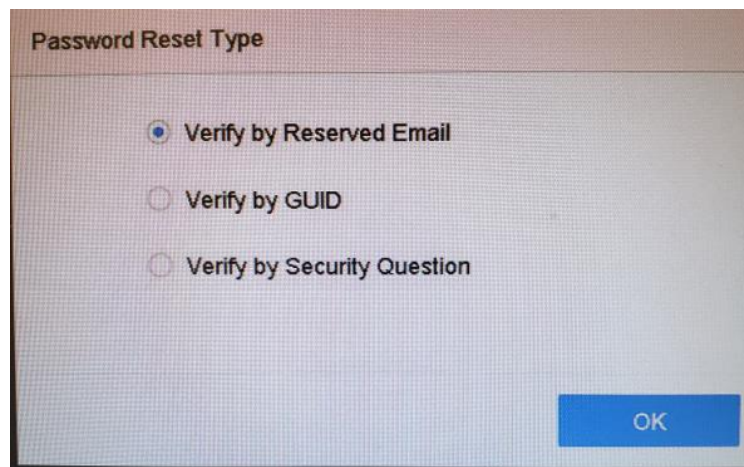 Password Reset Type
Verify by Reserved Email
Verify by GUID
Verify by Security Question
OK